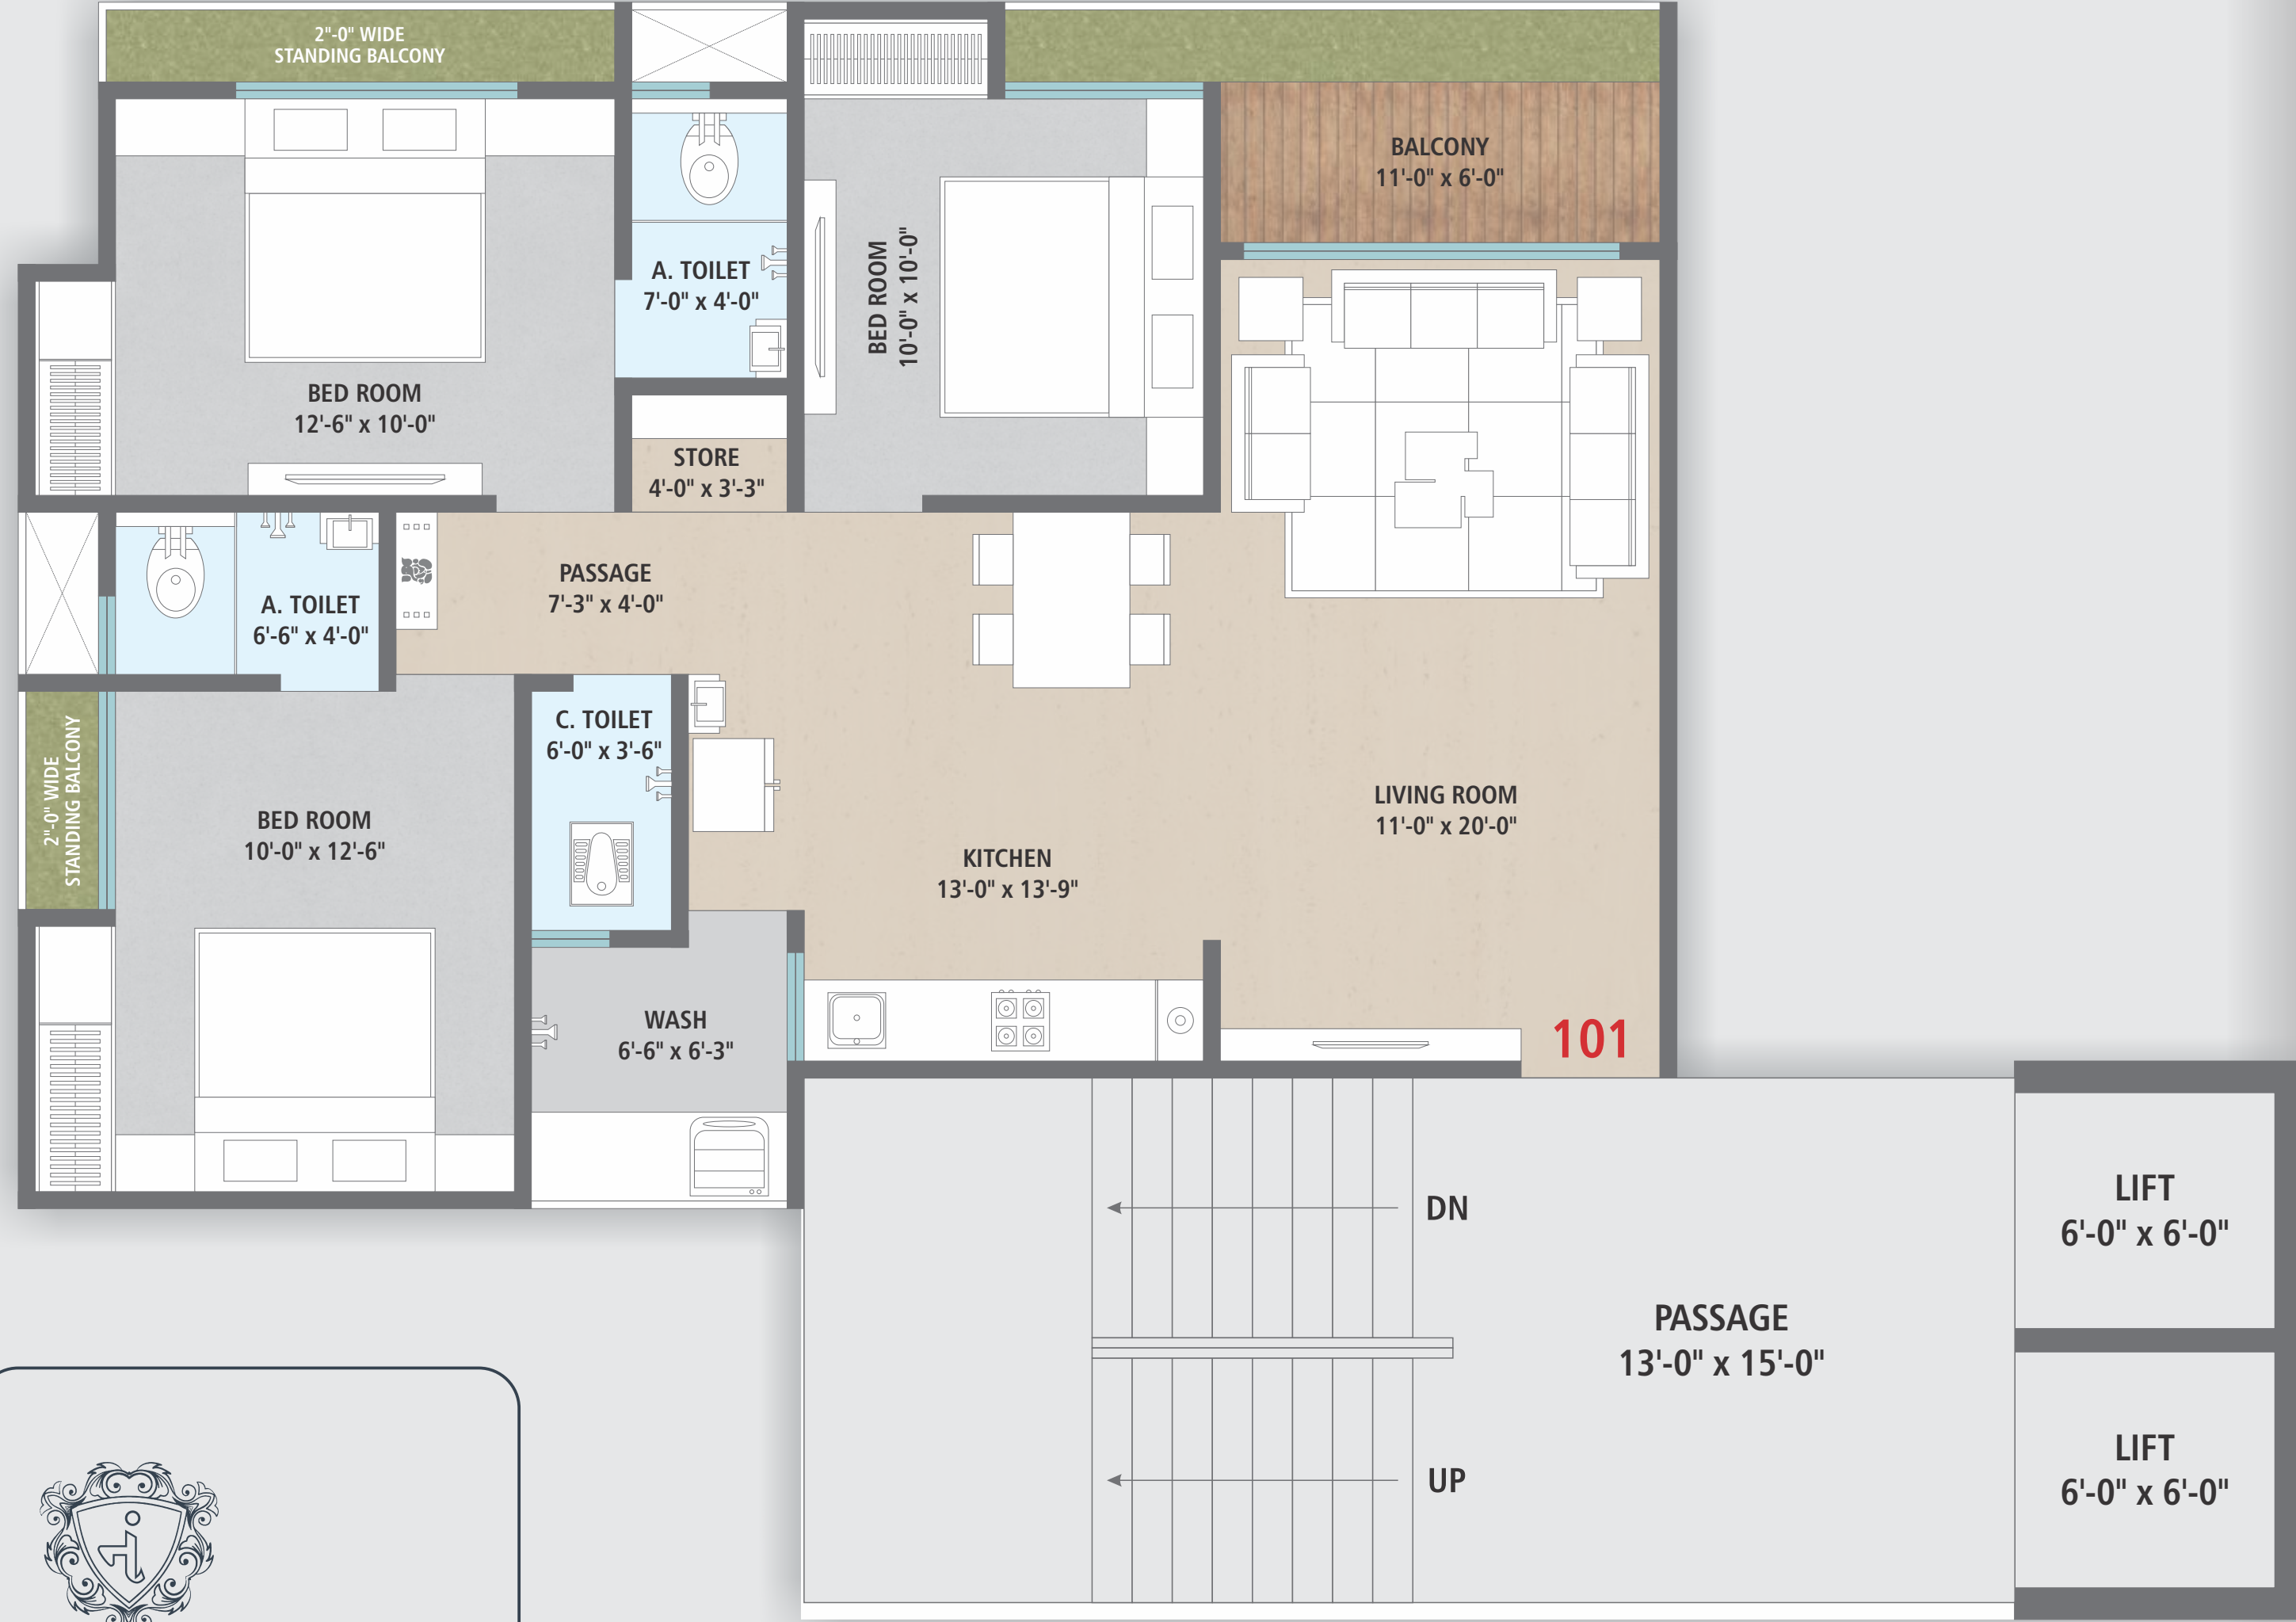 2"-0" WIDE
STANDING BALCONY
BALCONY
11'-0" x 6'-0"
A. TOILET
7'-0" x 4'-0"
BED ROOM
10'-0" x 10'-0"
BED ROOM
12'-6" x 10'-0"
STORE
4'-0" x 3'-3"
PASSAGE
7'-3" x 4'-0"
A. TOILET
6'-6" x 4'-0"
C. TOILET
6'-0" x 3'-6"
2"-0" WIDE
STANDING BALCONY
BED ROOM
10'-0" x 12'-6"
LIVING ROOM
11'-0" x 20'-0"
KITCHEN
13'-0" x 13'-9"
WASH
6'-6" x 6'-3"
101
DN
LIFT
6'-0" x 6'-0"
PASSAGE
13'-0" x 15'-0"
UP
LIFT
6'-0" x 6'-0"